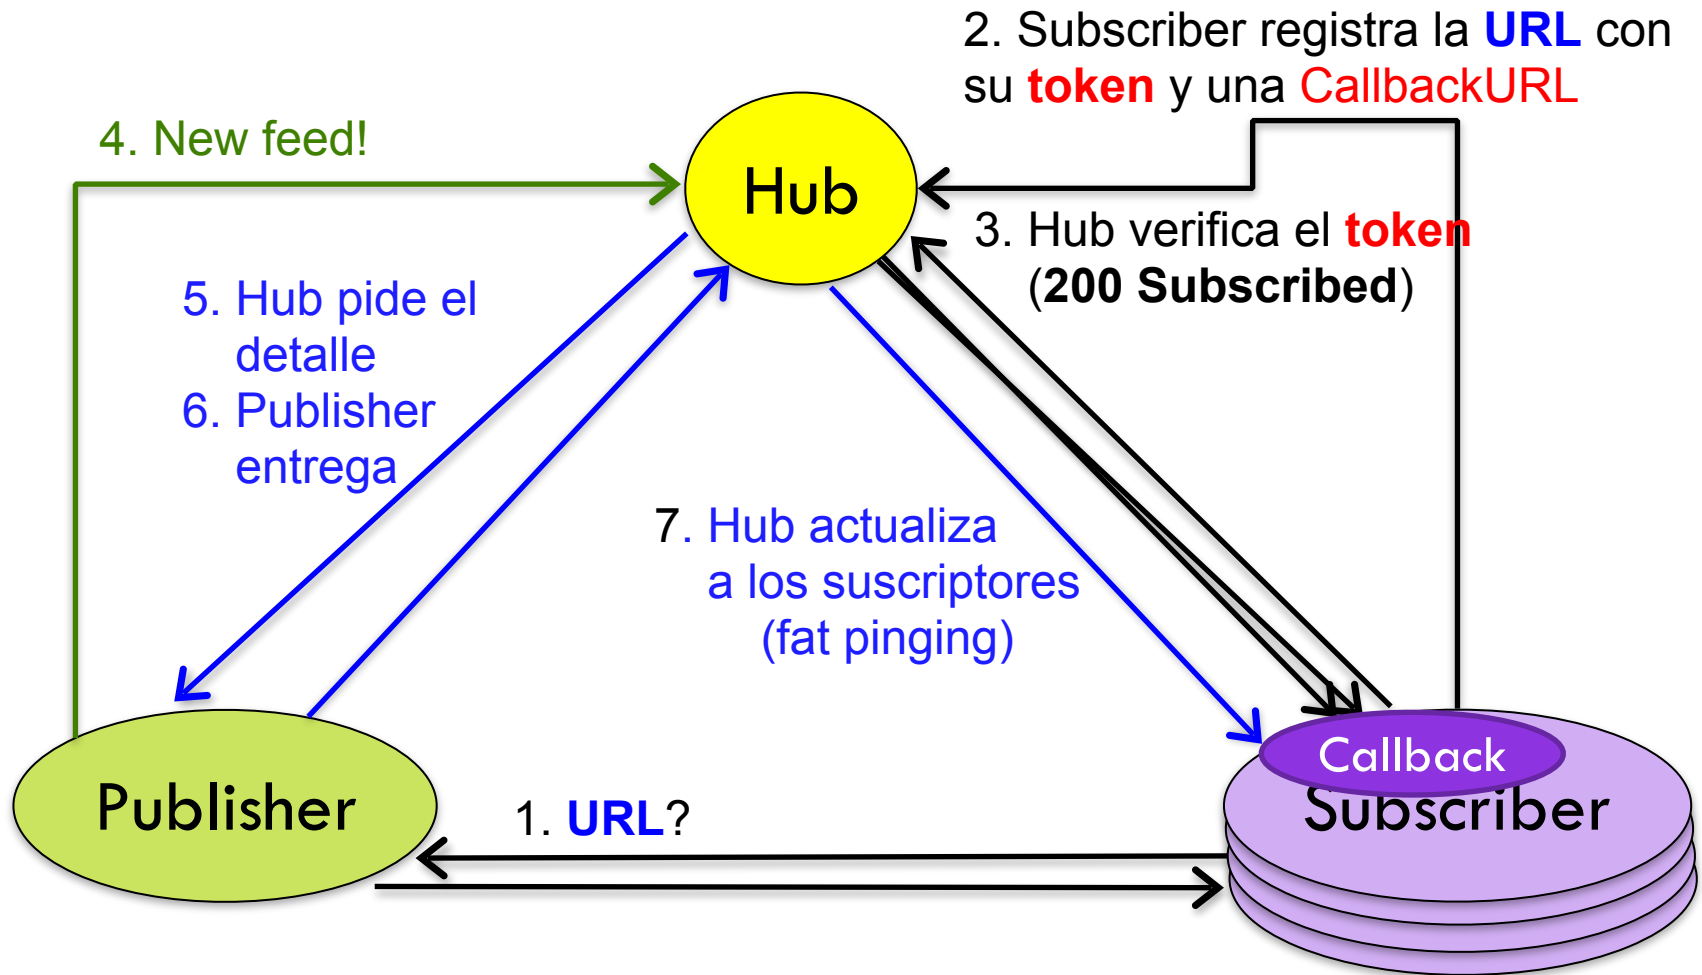 2. Subscriber registra la URL con
su token y una CallbackURL
4. New feed!
Hub
3. Hub verifica el token
(200 Subscribed)
5. Hub pide el
detalle
6. Publisher
entrega
7. Hub actualiza
a los suscriptores
(fat pinging)
Callback
Publisher
Subscriber
1. URL?